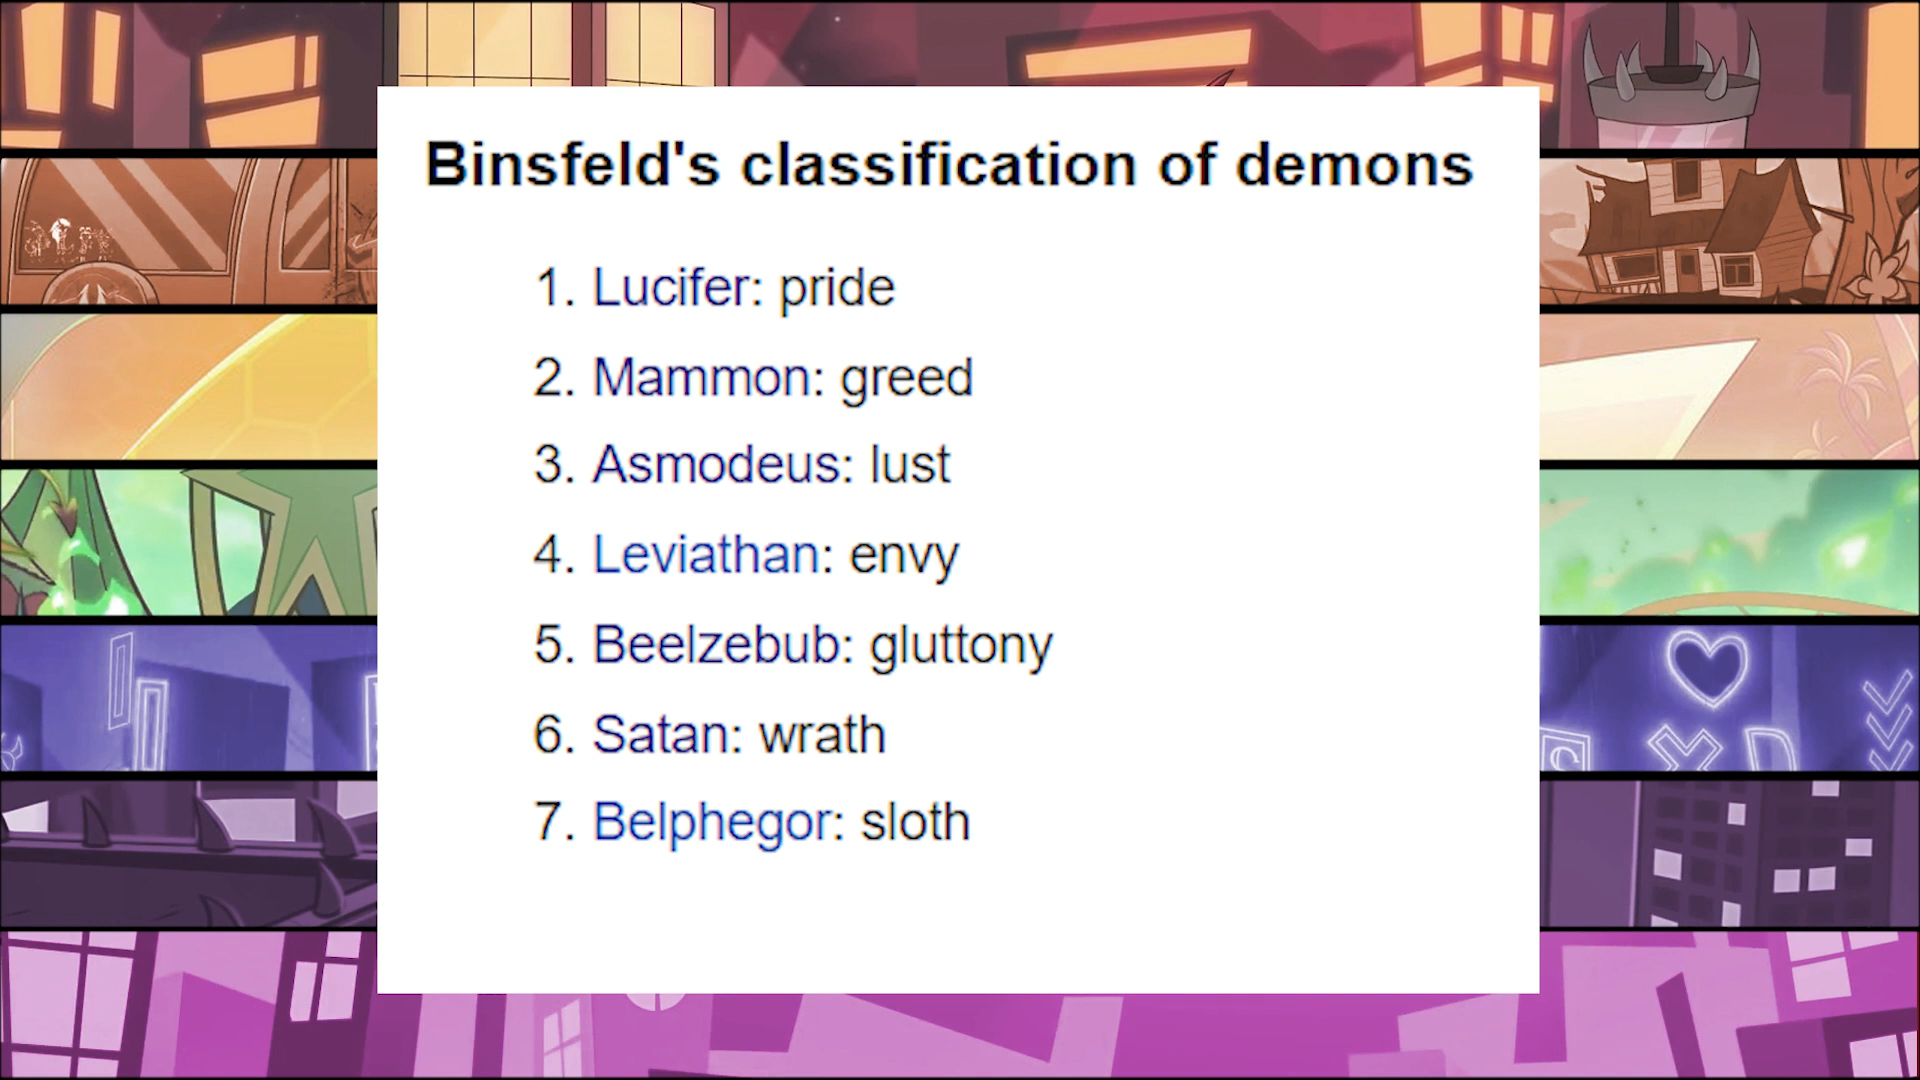 Binsfeld's classification of demons
1. Lucifer: pride
2. Mammon: greed
3. Asmodeus: lust
4. Leviathan: envy
5. Beelzebub: gluttony
6. Satan: wrath
7. Belphegor: sloth